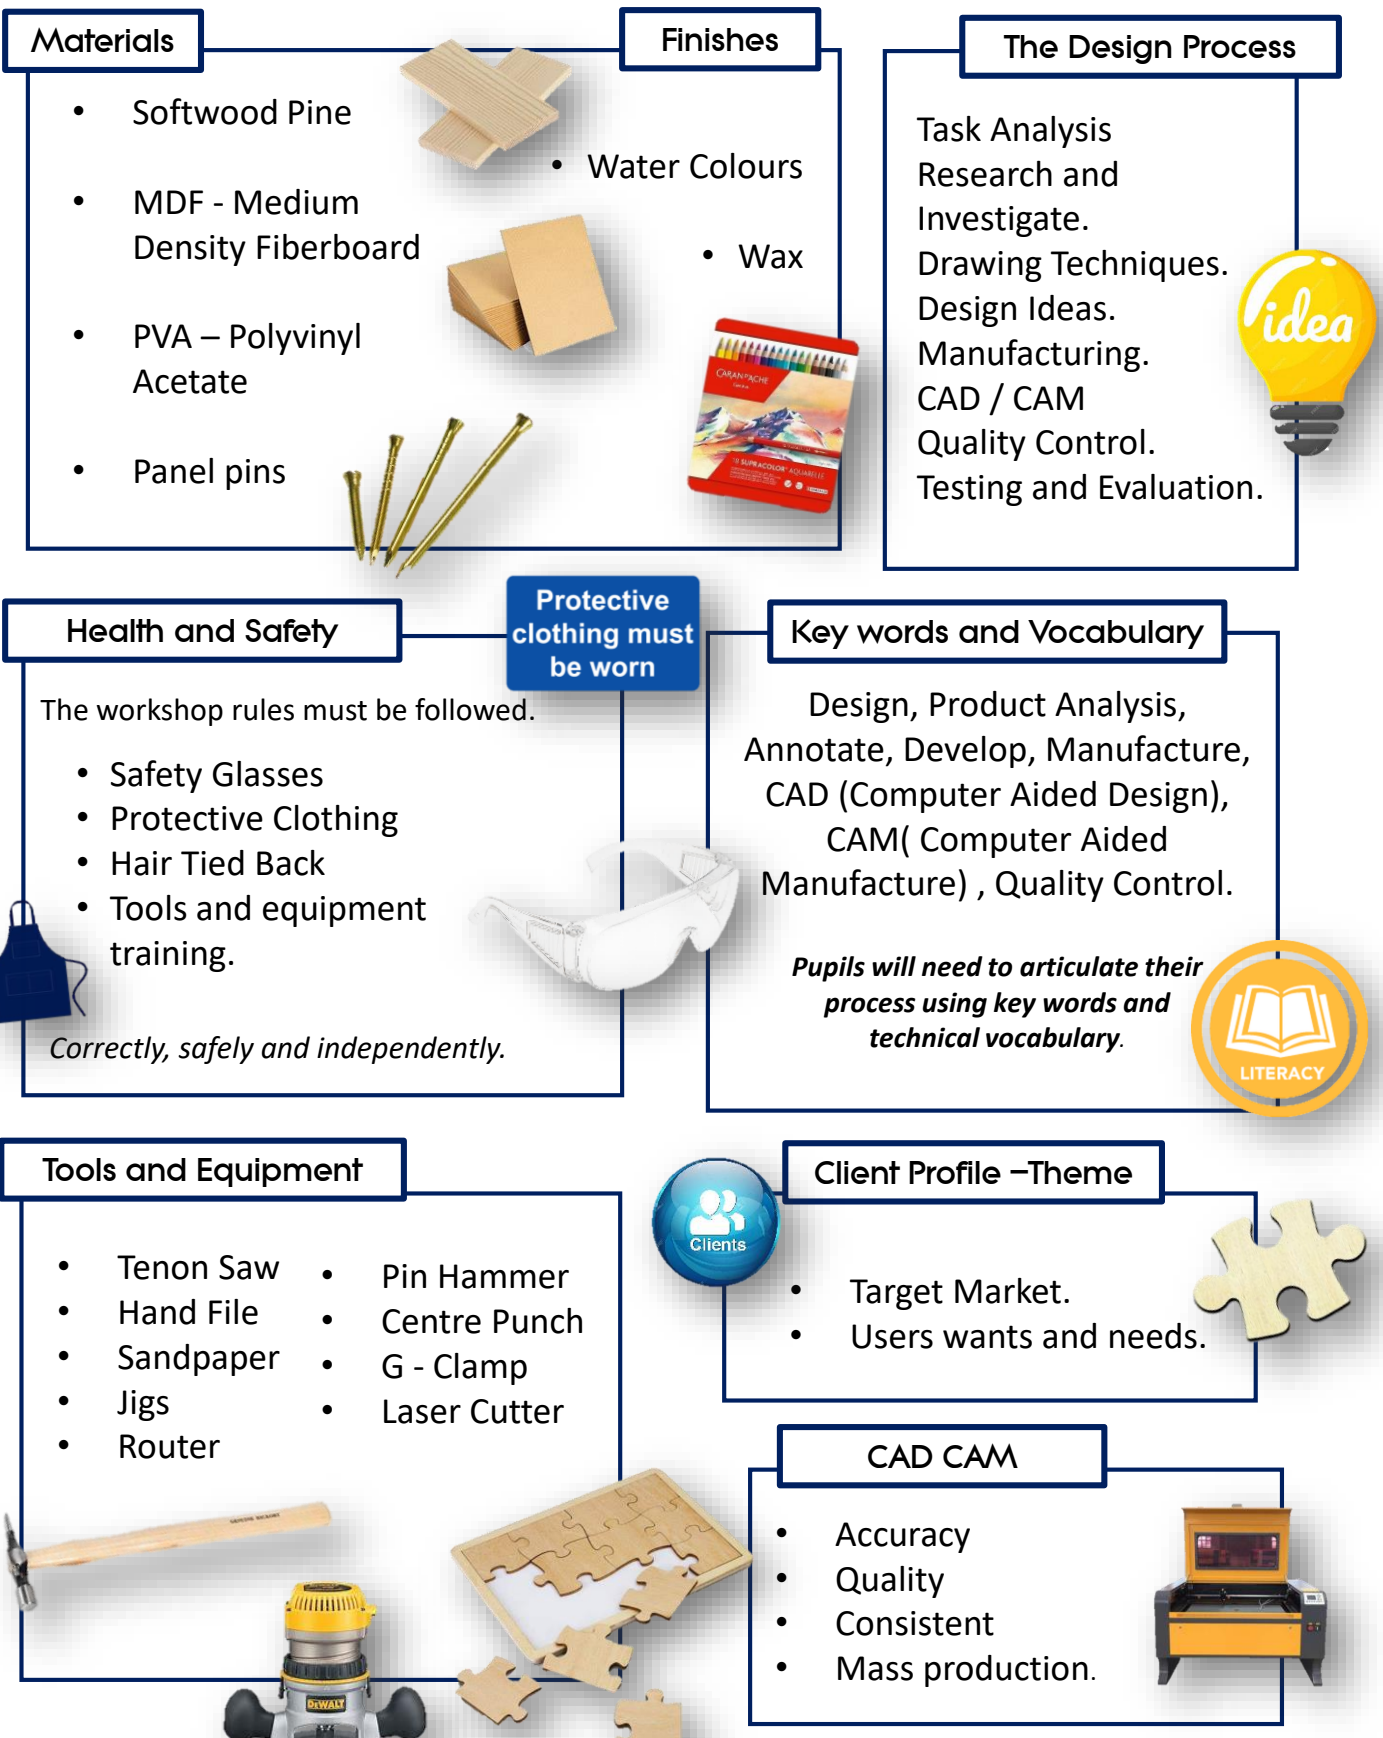 Materials
Finishes
The Design Process
• Softwood Pine
• MDF - Medium
Density Fiberboard
• PVA – Polyvinyl
Acetate
• Panel pins
• Water Colours
• Wax
CARAN D'ACHE
SUPRACOLOR AQUARELLE
Task Analysis
Research and
Investigate.
Drawing Techniques.
Design Ideas.
Manufacturing.
CAD / CAM
Quality Control.
Testing and Evaluation.
idea
Health and Safety
Protective
clothing must
be worn
The workshop rules must be followed.
• Safety Glasses
• Protective Clothing
• Hair Tied Back
• Tools and equipment
training.
Correctly, safely and independently.
Key words and Vocabulary
Design, Product Analysis,
Annotate, Develop, Manufacture,
CAD (Computer Aided Design),
CAM( Computer Aided
Manufacture) , Quality Control.
Pupils will need to articulate their
process using key words and
technical vocabulary.
LITERACY
Tools and Equipment
• Tenon Saw
• Hand File
• Sandpaper
• Jigs
• Router
• Pin Hammer
• Centre Punch
• G - Clamp
• Laser Cutter
DEWALT
Clients
Client Profile –Theme
• Target Market.
• Users wants and needs.
CAD CAM
• Accuracy
• Quality
• Consistent
• Mass production.